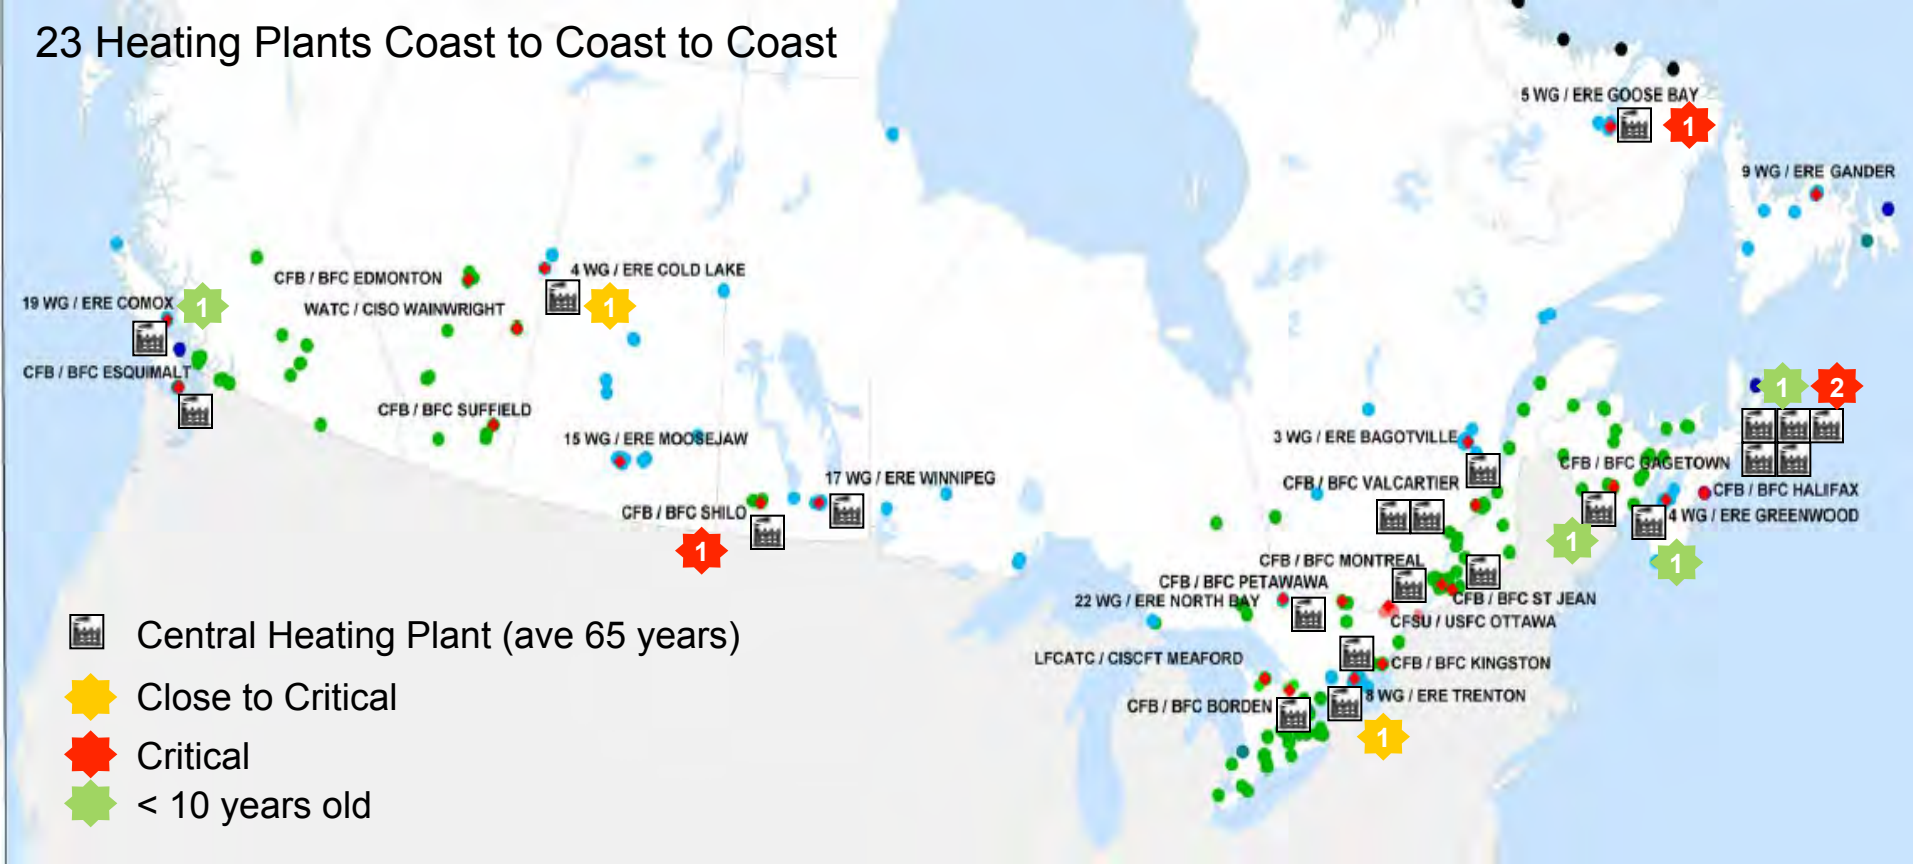 23 Heating Plants Coast to Coast to Coast
5 WG / ERE GOOSE BAY
1
9 WG / ERE GANDER
CFB / BFC EDMONTON
4 WG / ERE COLD LAKE
19 WG / ERE COMOX
1
WATC / CISO WAINWRIGHT
1
CFB / BFC ESQUIMALT
1
2
CFB / BFC SUFFIELD
15 WG / ERE MOOSEJAW
3 WG / ERE BAGOTVILLE
CFB / BFC GAGETOWN
17 WG / ERE WINNIPEG
CFB / BFC VALCARTIER
CFB / BFC HALIFAX
CFB / BFC SHILO
4 WG / ERE GREENWOOD
1
1
1
CFB / BFC MONTREAL
CFB / BFC PETAWAWA
22 WG / ERE NORTH BAY
CFB / BFC ST JEAN
CFSU / USFC OTTAWA
LFCATC / CISCFT MEAFORD
CFB / BFC KINGSTON
8 WG / ERE TRENTON
CFB / BFC BORDEN
1
Central Heating Plant (ave 65 years)
Close to Critical
Critical
< 10 years old